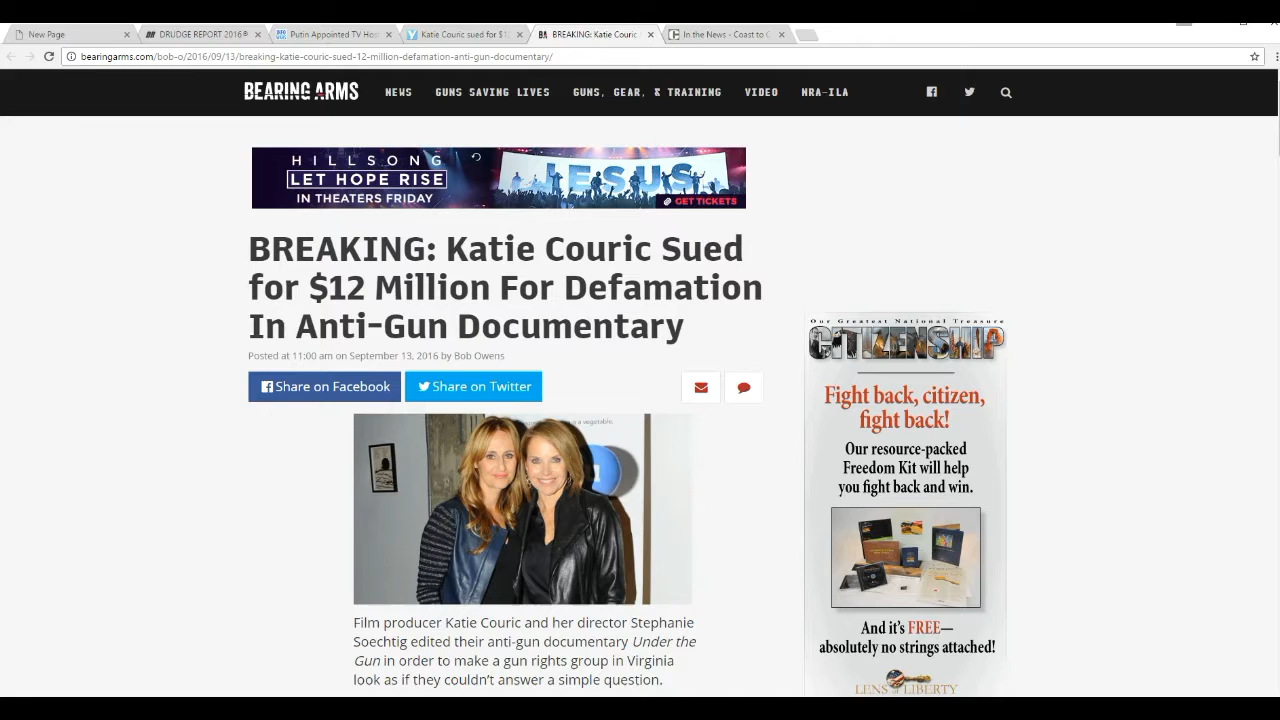 New Page
DRUDGE REPORT 2016®
Putin Appointed TV Hos
Katie Couric sued for $1
BREAKING: Katie Couric
In the News - Coast to C
bearingarms.com/bob-o/2016/09/13/breaking-katie-couric-sued-12-million-defamation-anti-gun-documentary/
BEARING ARMS
NEWS
GUNS SAVING LIVES
GUNS, GEAR, & TRAINING
VIDEO
NRA-ILA
HILLSONG
LET HOPE RISE
IN THEATERS FRIDAY
JESUS
GET TICKETS
BREAKING: Katie Couric Sued
for $12 Million For Defamation
In Anti-Gun Documentary
Posted at 11:00 am on September 13, 2016 by Bob Owens
Share on Facebook
Share on Twitter
is a vegetable.
Film producer Katie Couric and her director Stephanie
Soechtig edited their anti-gun documentary Under the
Gun in order to make a gun rights group in Virginia
look as if they couldn't answer a simple question.
Our Greatest National Treasure
CITIZENSHIP
Fight back, citizen,
fight back!
Our resource-packed
Freedom Kit will help
you fight back and win.
And it's FREE—
absolutely no strings attached!
LENS of LIBERTY